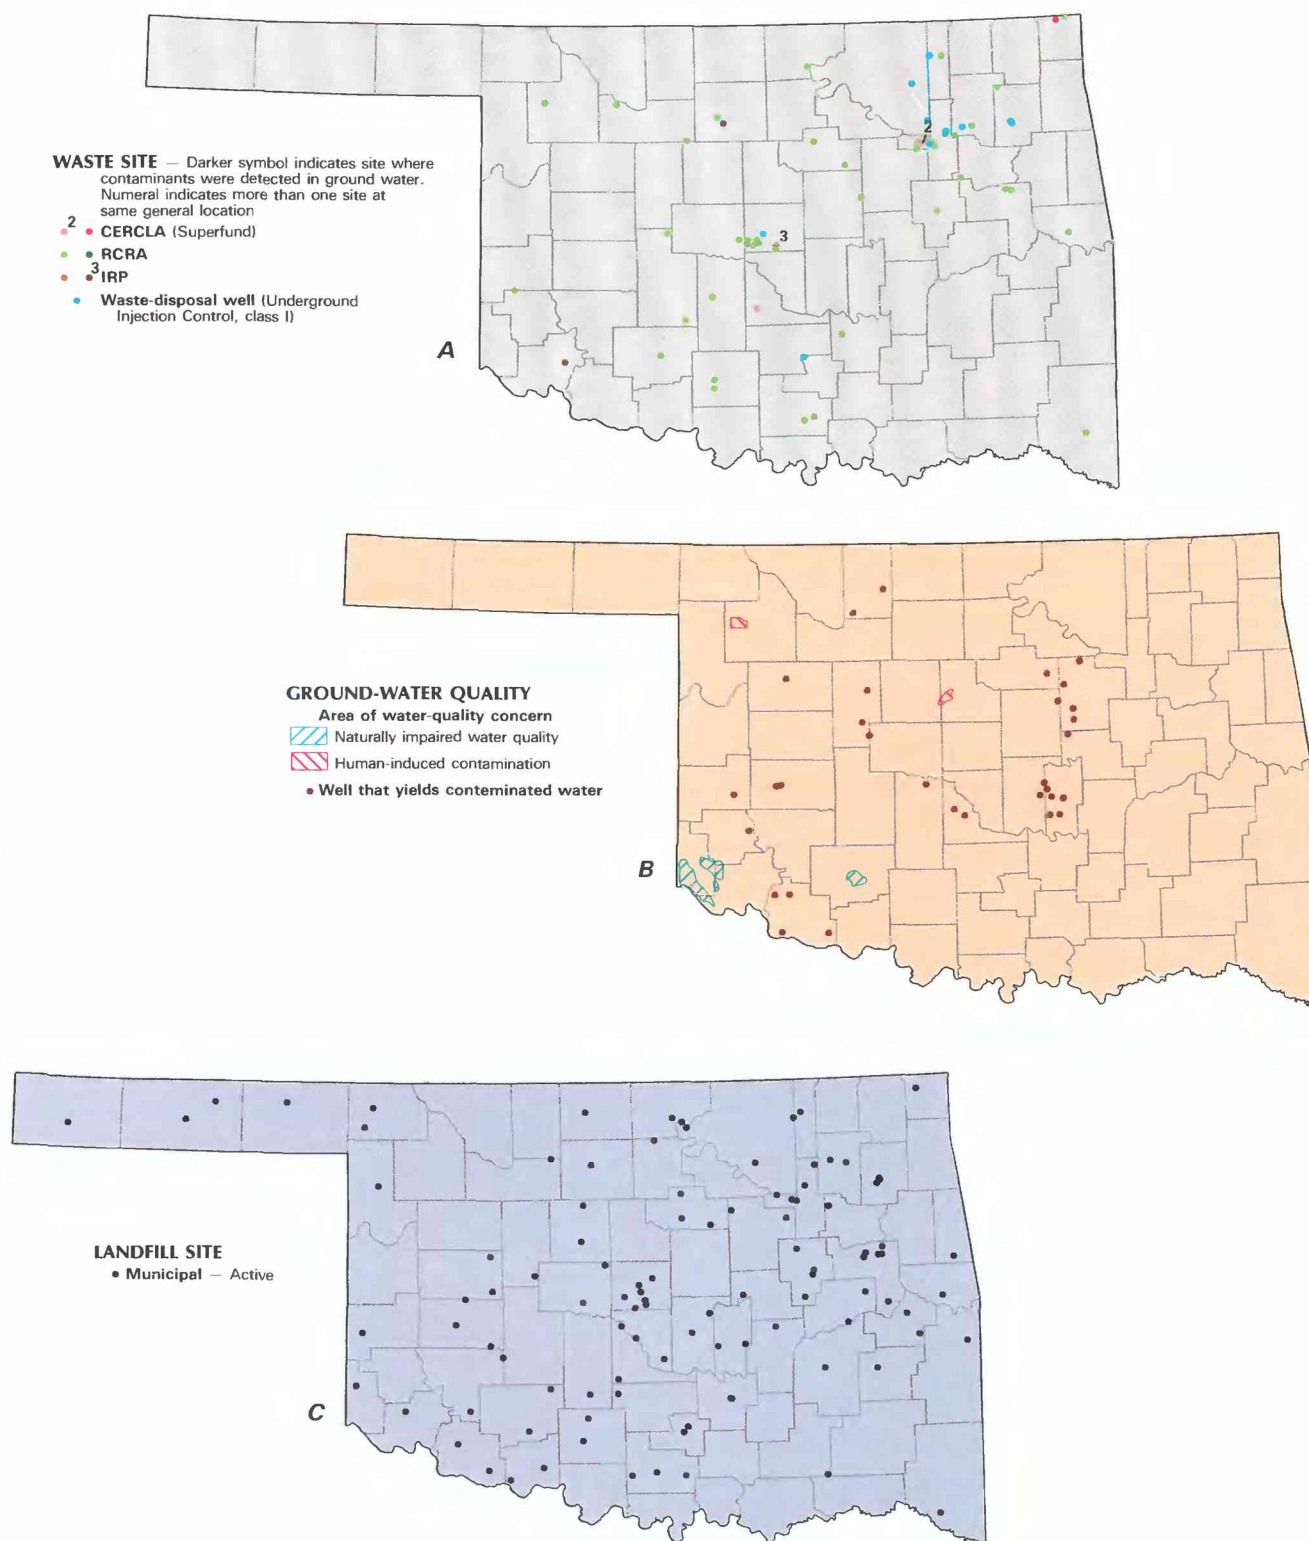 WASTE SITE — Darker symbol indicates site where
contaminants were detected in ground water.
Numeral indicates more than one site at
same general location
2
CERCLA (Superfund)
RCRA
3
IRP
Waste-disposal well (Underground
Injection Control, class I)
2
3
A
GROUND-WATER QUALITY
Area of water-quality concern
Naturally impaired water quality
Human-induced contamination
Well that yields contaminated water
B
LANDFILL SITE
Municipal — Active
C